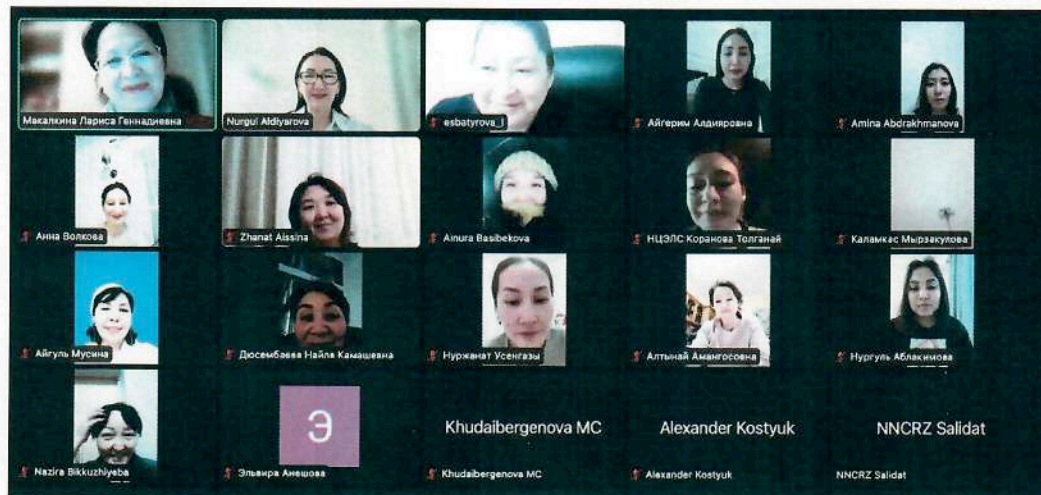 Макалкина Лариса Геннадиевна
Nurgul Aldiyarova
esbatyrova_l
Айгерим Алдияровна
Amina Abdrakhmanova
Анна Волкова
Zhanat Aissina
Ainura Basibekova
НЦЭЛС Коранова Толганай
Каламкас Мырзакулова
Айгуль Мусина
Дюсембаева Найля Камашевна
Нуржанат Усенгазы
Алтынай Амангосовна
Нургуль Аблакимова
Э
Khudaibergenova MC
Alexander Kostyuk
NNCRZ Salidat
Nazira Bikkuzhiyeba
Эльвира Анешова
Khudaibergenova MC
Alexander Kostyuk
NNCRZ Salidat